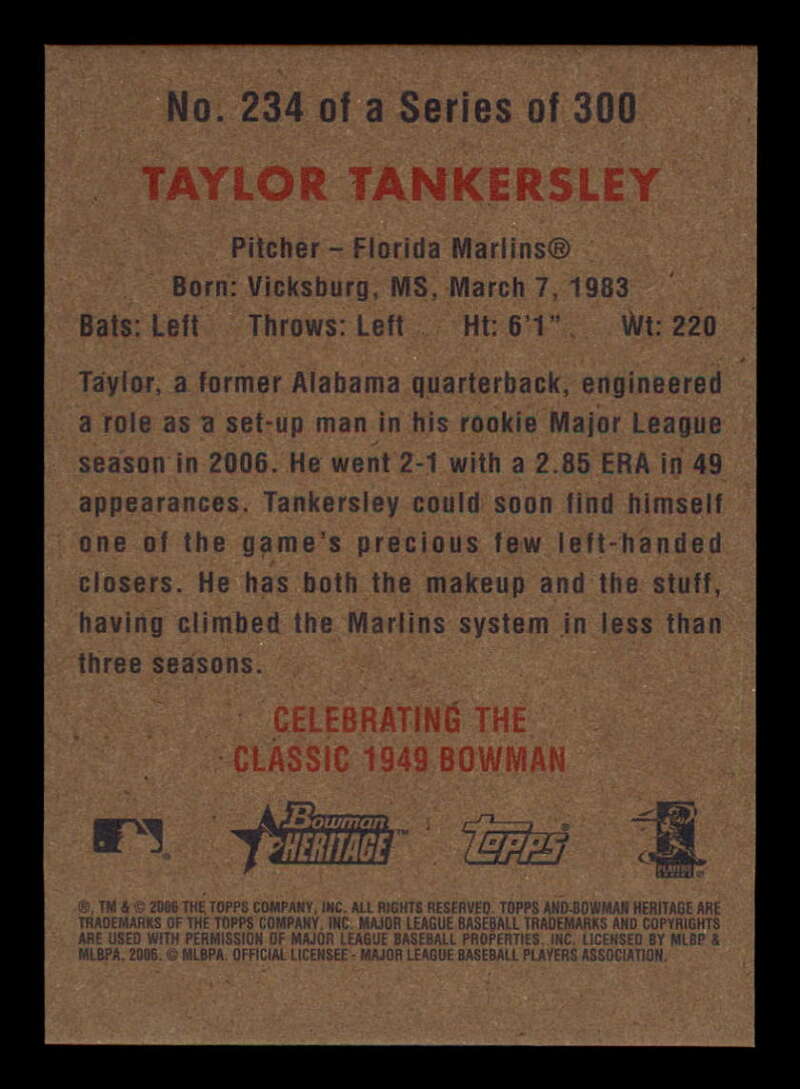 No. 234 of a Series of 300
TAYLOR TANKERSLEY
Pitcher – Florida Marlins®
Born: Vicksburg, MS, March 7, 1983
Bats: Left Throws: Left Ht: 6'1" Wt: 220
Taylor, a former Alabama quarterback, engineered
a role as a set-up man in his rookie Major League
season in 2006. He went 2-1 with a 2.85 ERA in 49
appearances. Tankersley could soon find himself
one of the game's precious few left-handed
closers. He has both the makeup and the stuff,
having climbed the Marlins system in less than
three seasons.
CELEBRATING THE
CLASSIC 1949 BOWMAN
Bowman
HERITAGE™
Topps®
®, TM & © 2006 THE TOPPS COMPANY, INC. ALL RIGHTS RESERVED. TOPPS AND BOWMAN HERITAGE ARE
TRADEMARKS OF THE TOPPS COMPANY, INC. MAJOR LEAGUE BASEBALL TRADEMARKS AND COPYRIGHTS
ARE USED WITH PERMISSION OF MAJOR LEAGUE BASEBALL PROPERTIES, INC. LICENSED BY MLBP &
MLBPA, 2006. © MLBPA. OFFICIAL LICENSEE - MAJOR LEAGUE BASEBALL PLAYERS ASSOCIATION.